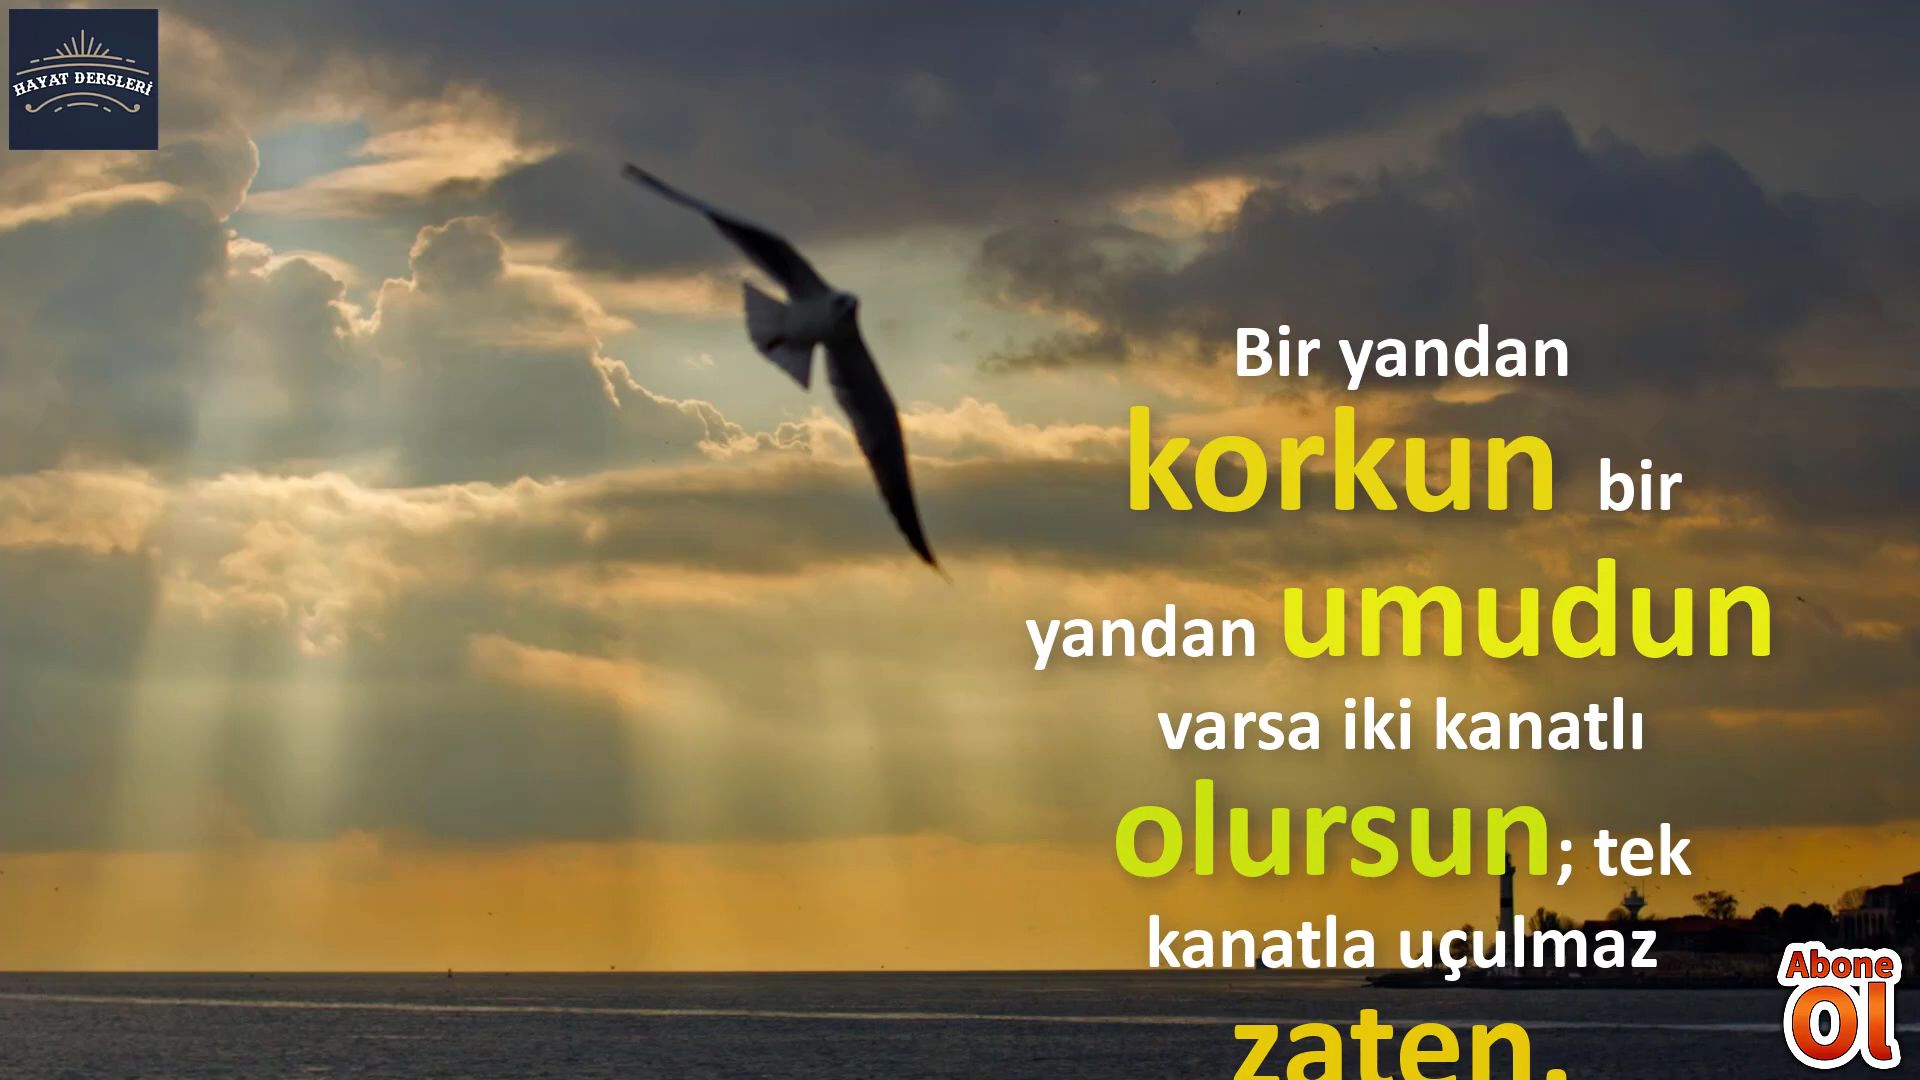 HAYAT DERSLERİ
Bir yandan
korkun bir
yandan umudun
varsa iki kanatlı
olursun; tek
kanatla uçulmaz
zaten.
Abone
Ol